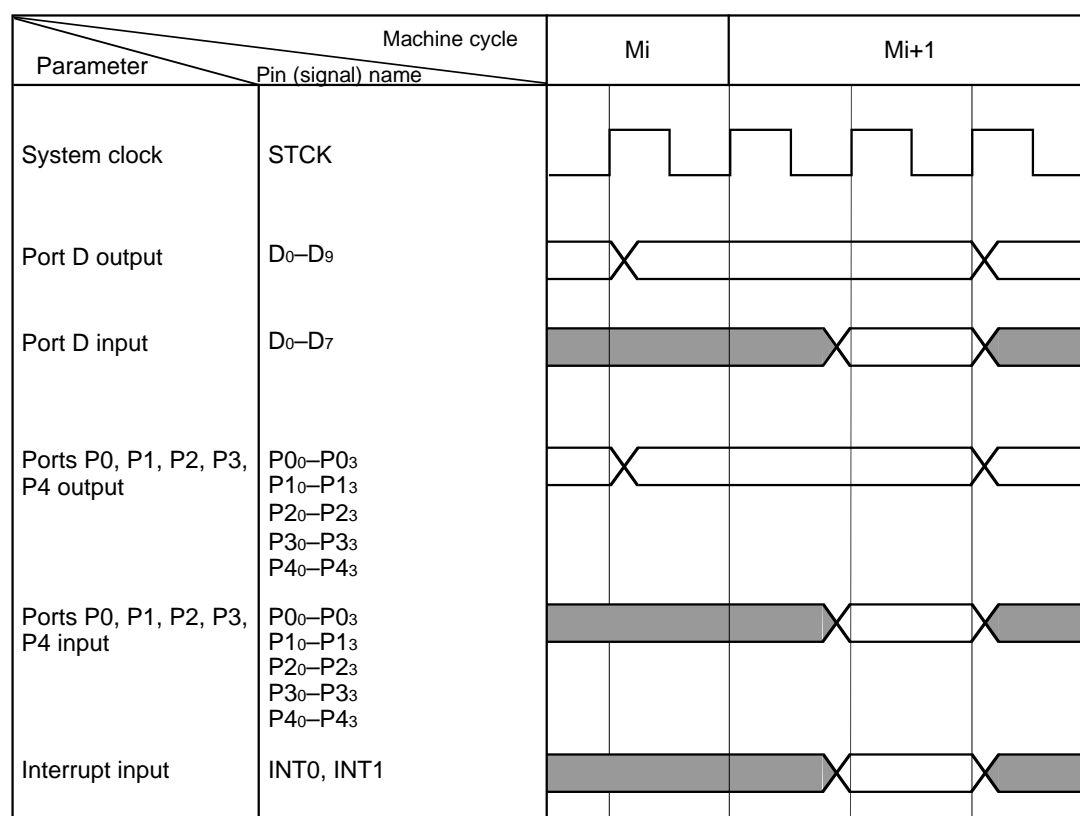 Machine cycle
Parameter
Pin (signal) name
Mi
Mi+1
System clock
STCK
Port D output
D0–D9
Port D input
D0–D7
Ports P0, P1, P2, P3,
P4 output
P00–P03
P10–P13
P20–P23
P30–P33
P40–P43
Ports P0, P1, P2, P3,
P4 input
P00–P03
P10–P13
P20–P23
P30–P33
P40–P43
Interrupt input
INT0, INT1